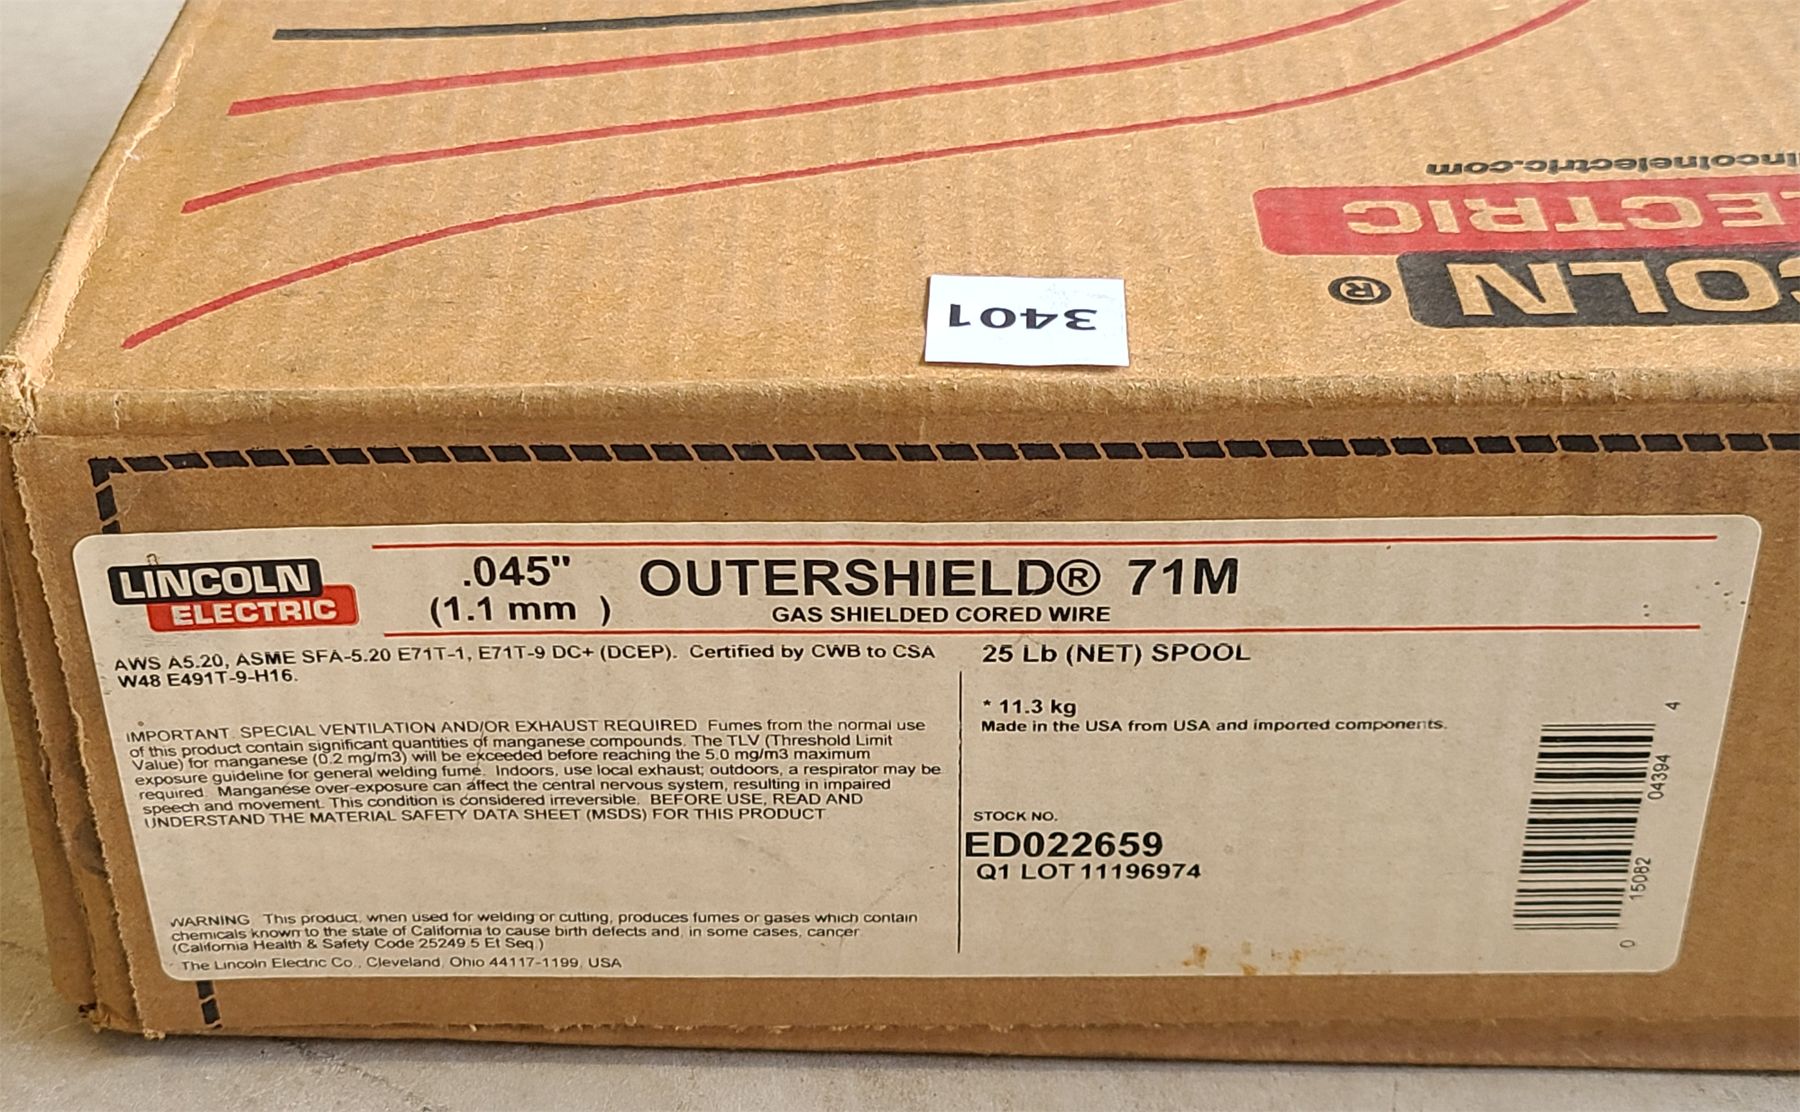 lincolnelectric.com
ELECTRIC
OLN ®
3401
LINCOLN
ELECTRIC
.045"
(1.1 mm )
OUTERSHIELD® 71M
GAS SHIELDED CORED WIRE
AWS A5.20, ASME SFA-5.20 E71T-1, E71T-9 DC+ (DCEP). Certified by CWB to CSA
W48 E491T-9-H16.
IMPORTANT. SPECIAL VENTILATION AND/OR EXHAUST REQUIRED Fumes from the normal use
of this product contain significant quantities of manganese compounds. The TLV (Threshold Limit
Value) for manganese (0.2 mg/m3) will be exceeded before reaching the 5.0 mg/m3 maximum
exposure guideline for general welding fume. Indoors, use local exhaust; outdoors, a respirator may be
required. Manganese over-exposure can affect the central nervous system, resulting in impaired
speech and movement. This condition is considered irreversible. BEFORE USE, READ AND
UNDERSTAND THE MATERIAL SAFETY DATA SHEET (MSDS) FOR THIS PRODUCT
WARNING This product, when used for welding or cutting, produces fumes or gases which contain
chemicals known to the state of California to cause birth defects and, in some cases, cancer
(California Health & Safety Code 25249 5 Et Seq )
The Lincoln Electric Co., Cleveland, Ohio 44117-1199, USA
25 Lb (NET) SPOOL
* 11.3 kg
Made in the USA from USA and imported components.
STOCK NO.
ED022659
Q1 LOT 11196974
0 15082 04394 4